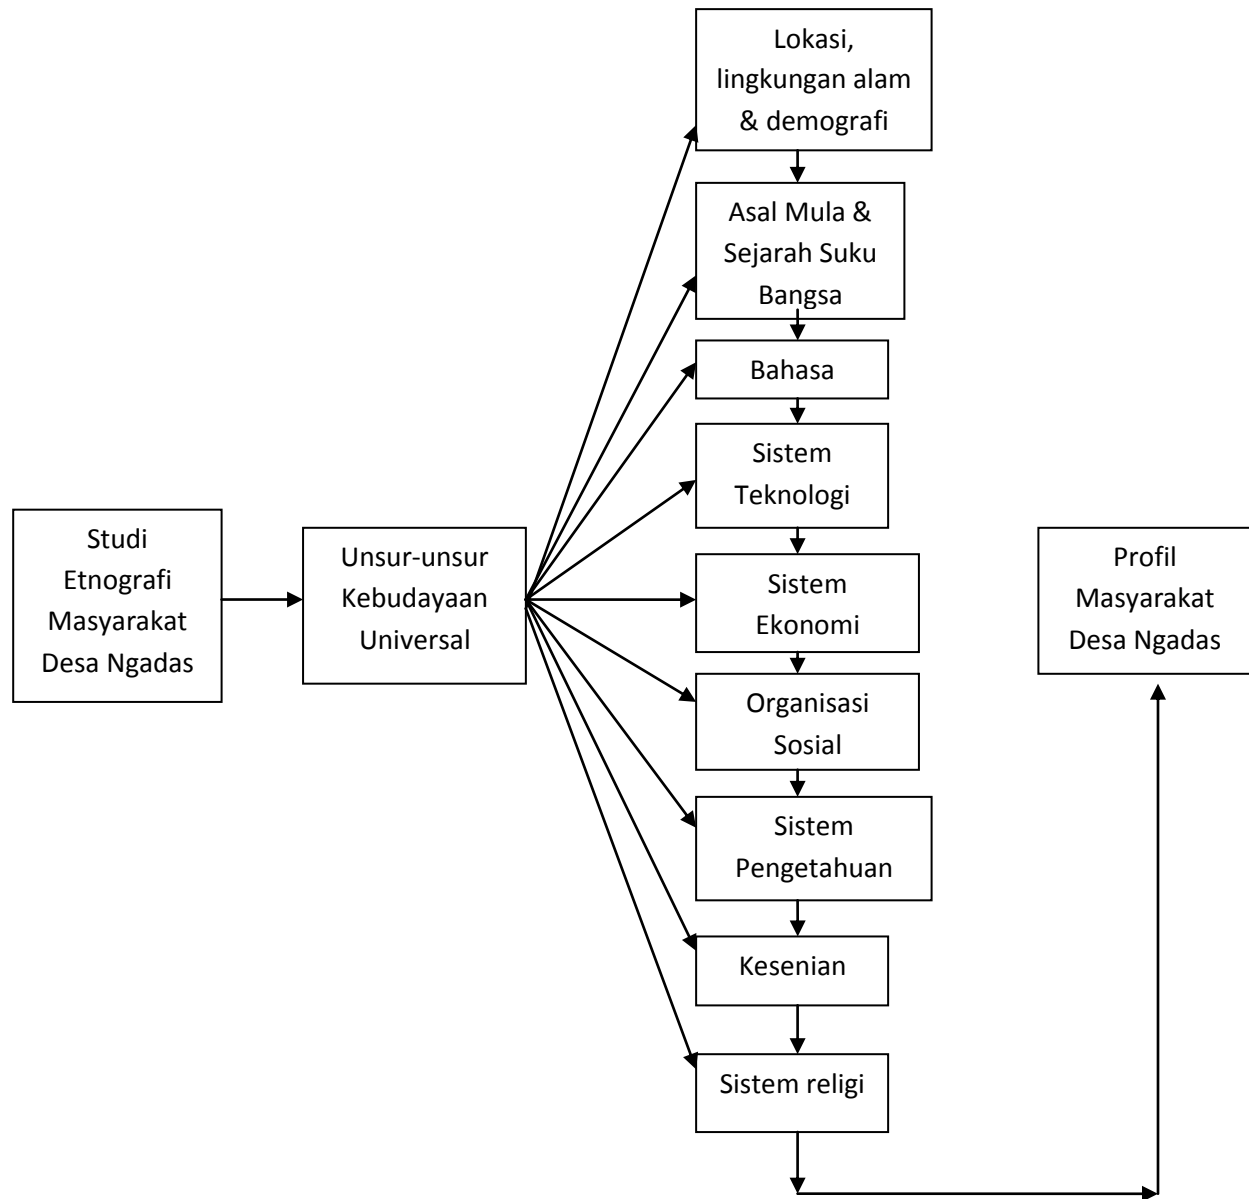 Studi
Etnografi
Masyarakat
Desa Ngadas
Unsur-unsur
Kebudayaan
Universal
Lokasi,
lingkungan alam
& demografi
Asal Mula &
Sejarah Suku
Bangsa
Bahasa
Sistem
Teknologi
Sistem
Ekonomi
Organisasi
Sosial
Sistem
Pengetahuan
Kesenian
Sistem religi
Profil
Masyarakat
Desa Ngadas